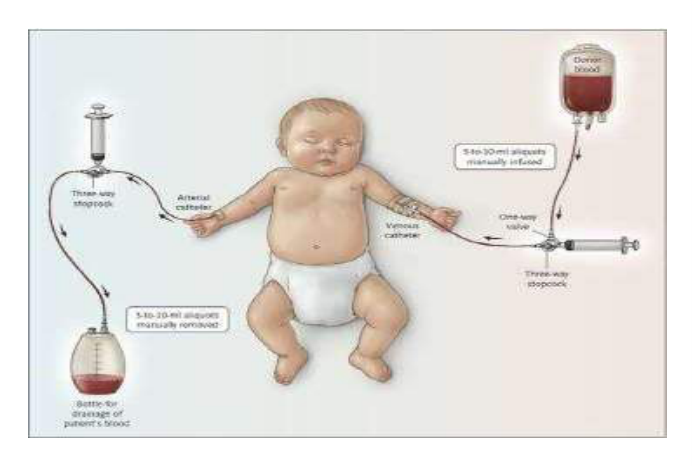 Donor
blood
5-to-10-ml aliquots
manually infused
Three-way
stopcock
Arterial
catheter
Venous
catheter
One-way
valve
Three-way
stopcock
5-to-10-ml aliquots
manually removed
Bottle for
drainage of
patient's blood